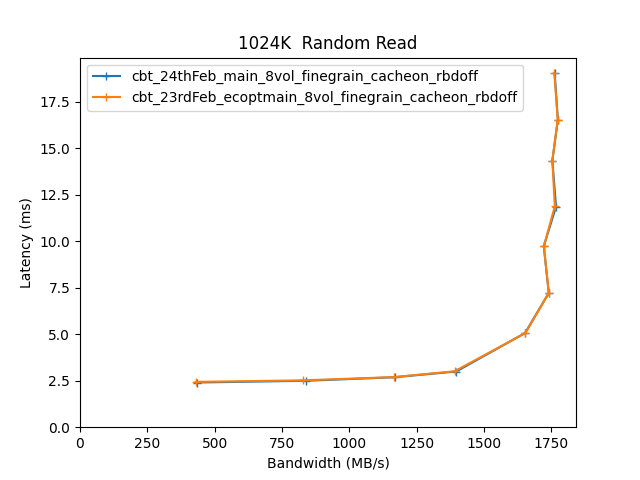 1024K  Random Read
cbt_24thFeb_main_8vol_finegrain_cacheon_rbdoff
cbt_23rdFeb_ecoptmain_8vol_finegrain_cacheon_rbdoff
Latency (ms)
17.5
15.0
12.5
10.0
7.5
5.0
2.5
0.0
0 250 500 750 1000 1250 1500 1750
Bandwidth (MB/s)